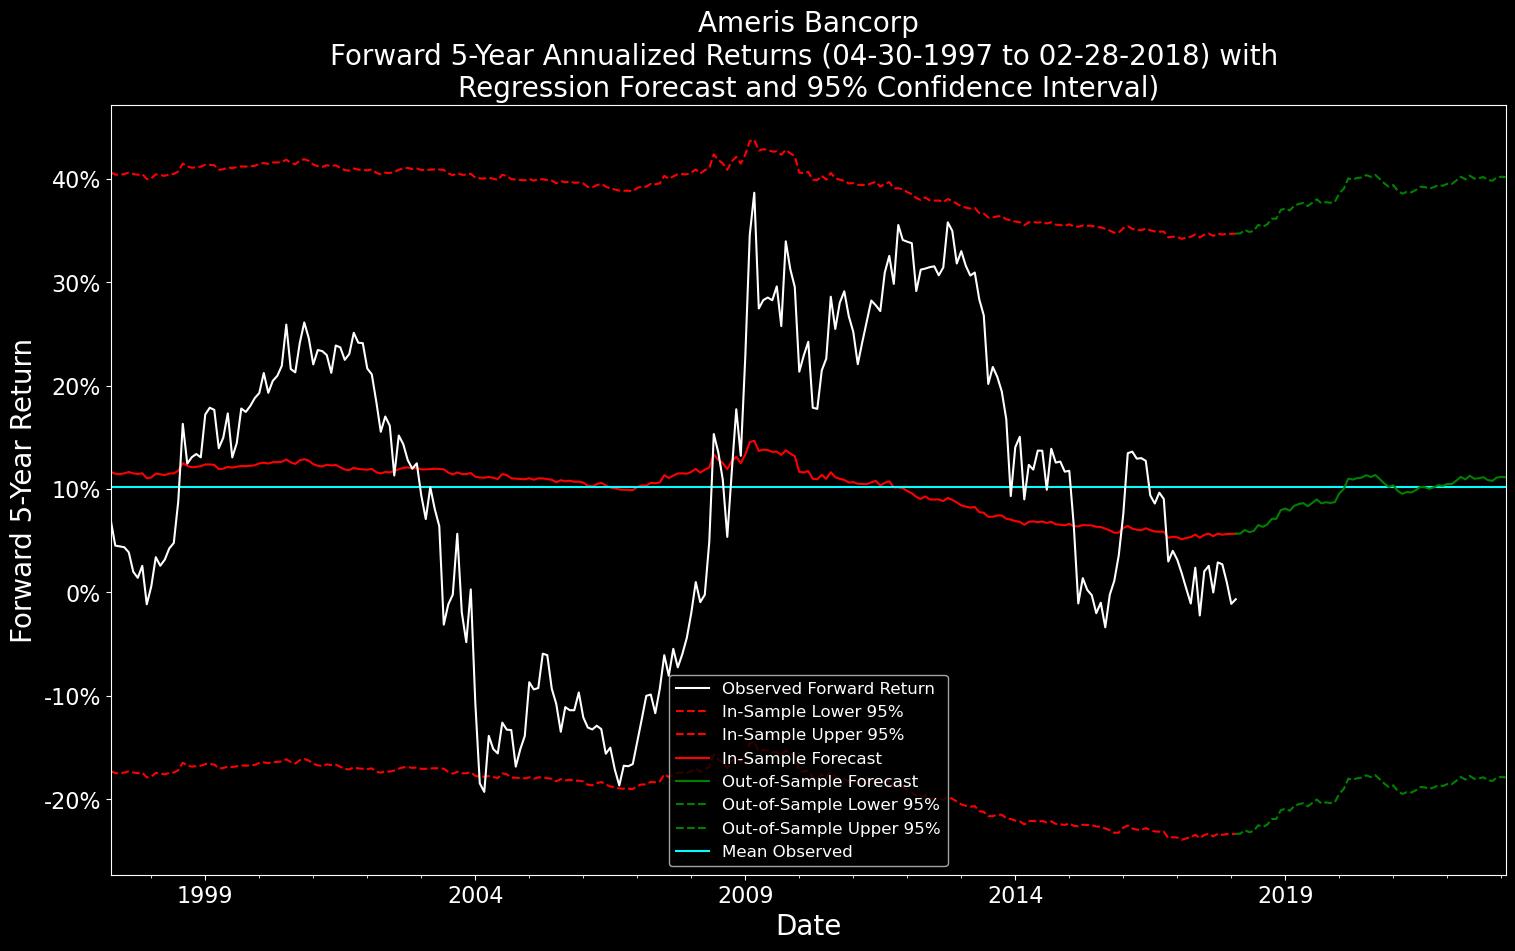 Ameris Bancorp
Forward 5-Year Annualized Returns (04-30-1997 to 02-28-2018) with
Regression Forecast and 95% Confidence Interval)
Forward 5-Year Return
40%
30%
20%
10%
0%
-10%
-20%
Observed Forward Return
In-Sample Lower 95%
In-Sample Upper 95%
In-Sample Forecast
Out-of-Sample Forecast
Out-of-Sample Lower 95%
Out-of-Sample Upper 95%
Mean Observed
1999 2004 2009 2014 2019
Date